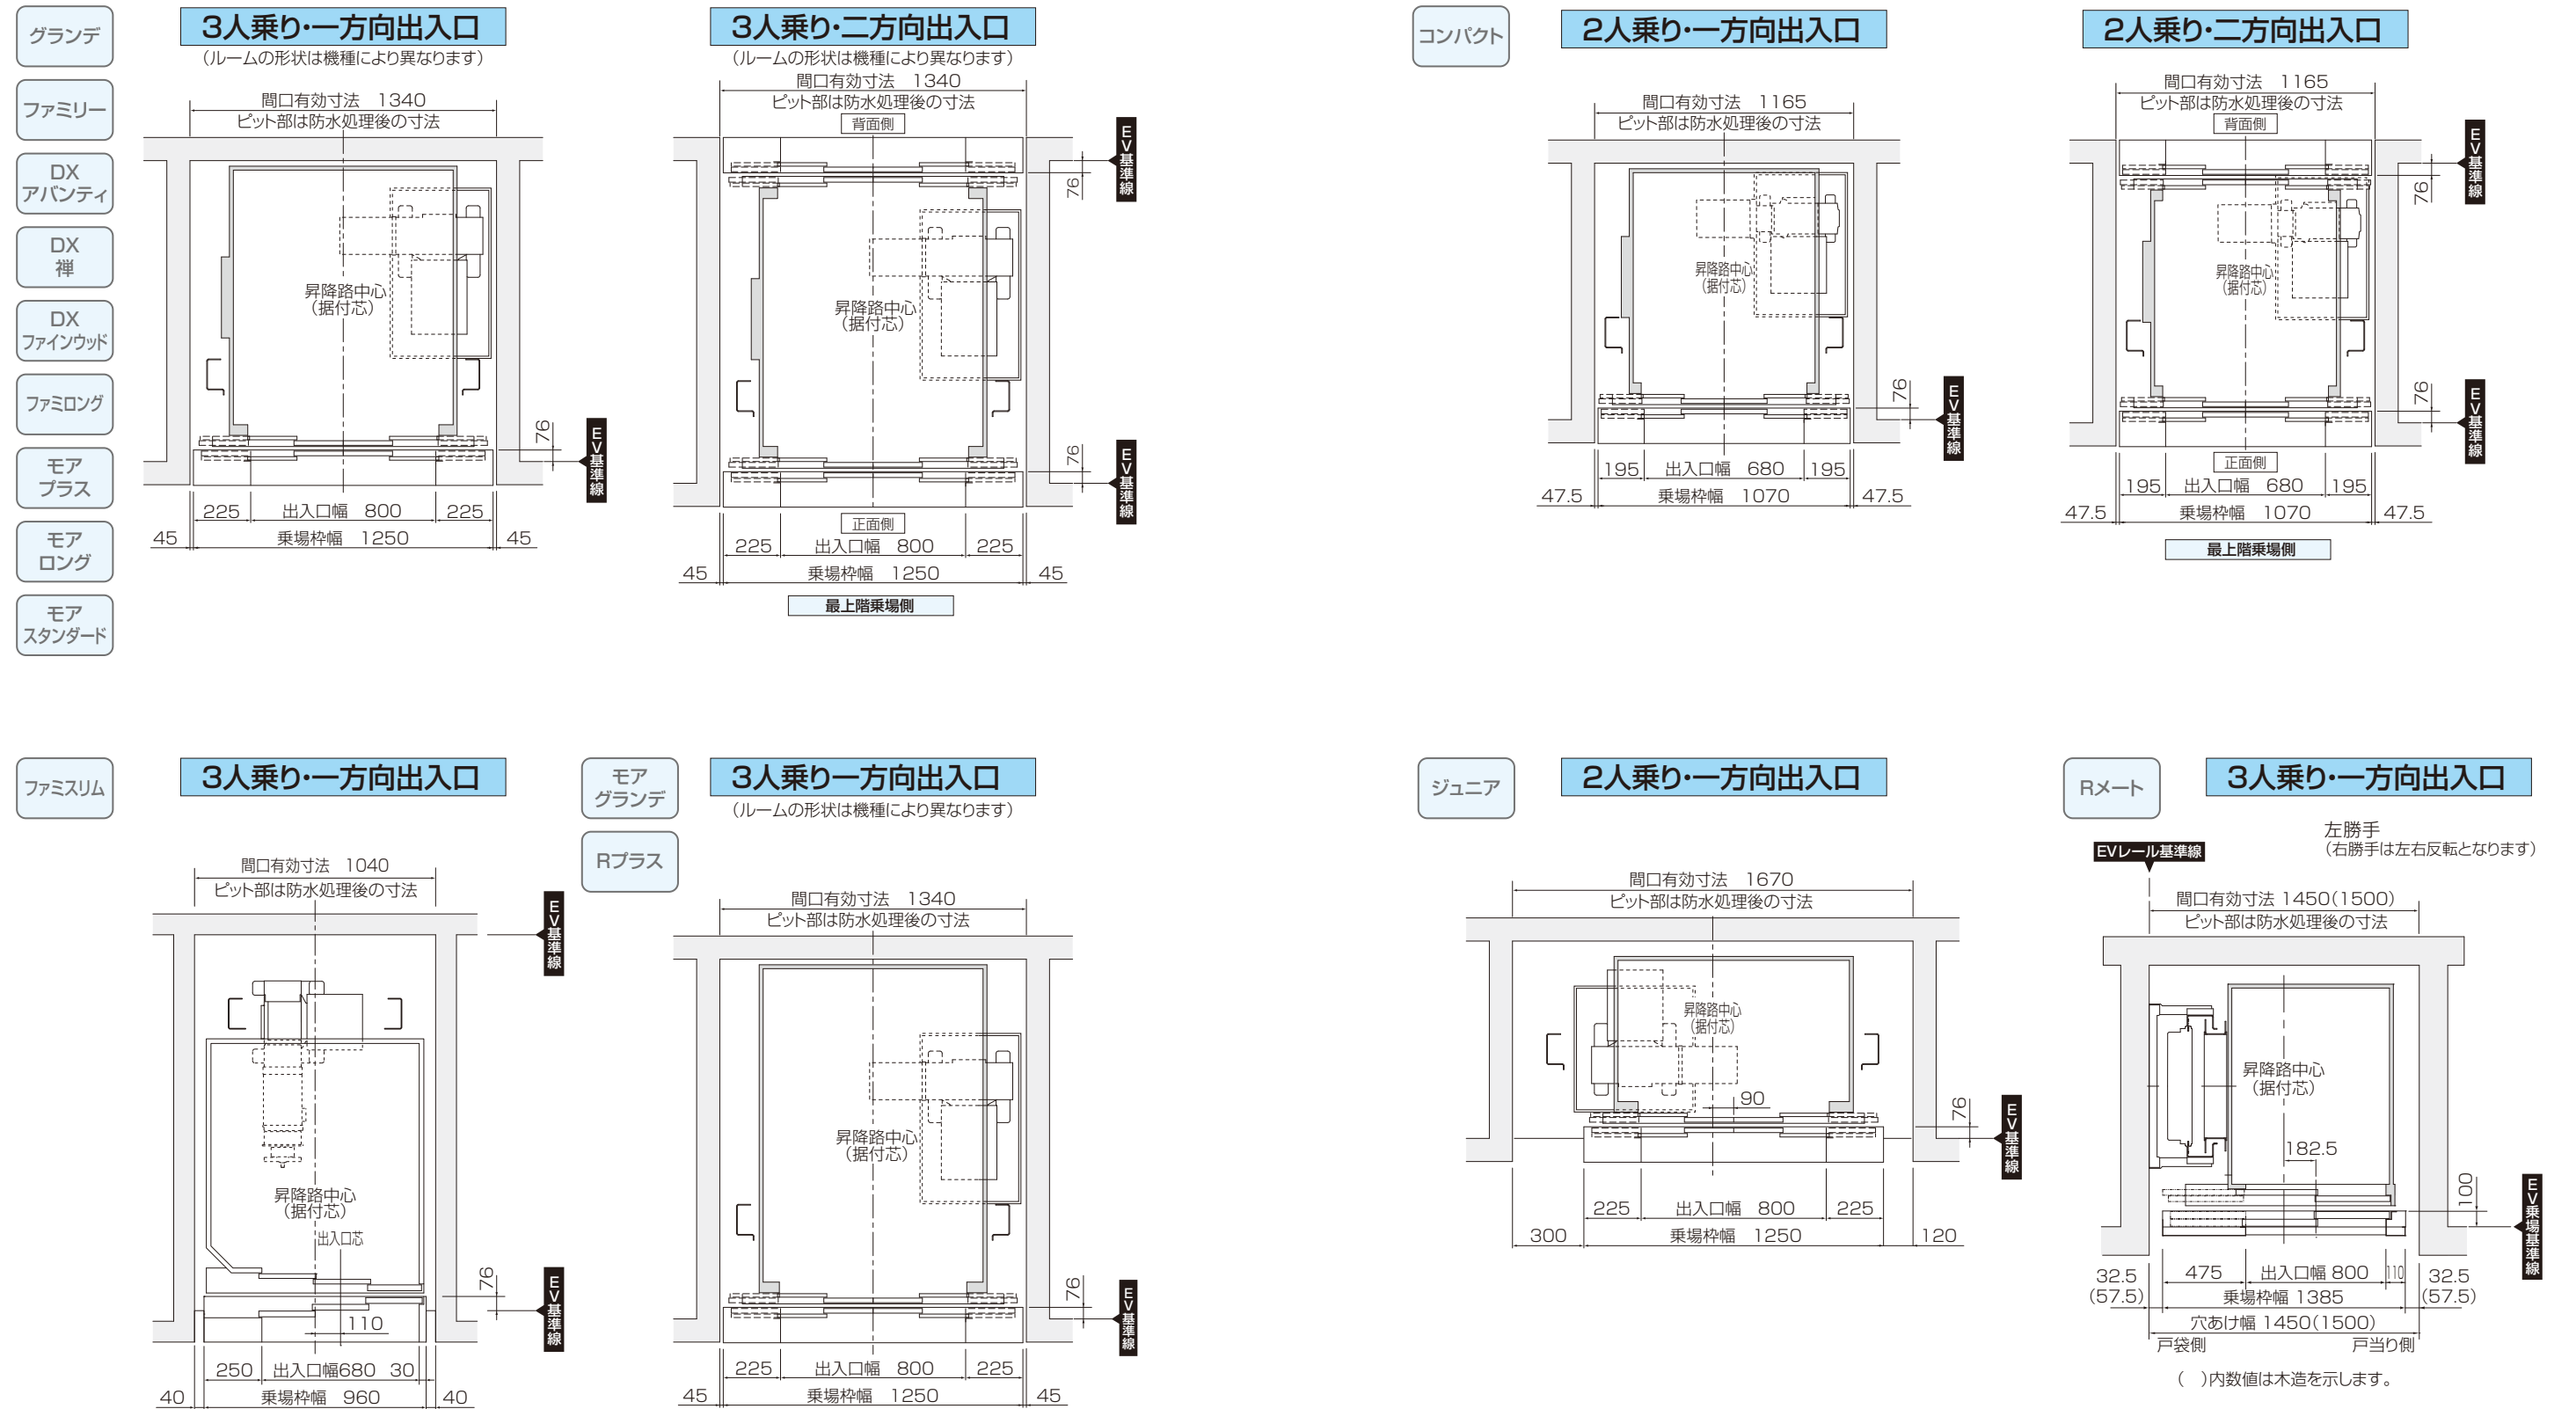 グランデ
ファミリー
DX
アバンティ
DX
禅
DX
ファインウッド
ファミロング
モア
プラス
モア
ロング
モア
スタンダード
3人乗り・一方向出入口
(ルームの形状は機種により異なります)
間口有効寸法 1340
ピット部は防水処理後の寸法
昇降路中心
(据付芯)
76
EV基準線
225 出入口幅 800 225
45 乗場枠幅 1250 45
3人乗り・二方向出入口
(ルームの形状は機種により異なります)
間口有効寸法 1340
ピット部は防水処理後の寸法
背面側
EV基準線
76
昇降路中心
(据付芯)
76
EV基準線
正面側
225 出入口幅 800 225
45 乗場枠幅 1250 45
最上階乗場側
コンパクト
2人乗り・一方向出入口
間口有効寸法 1165
ピット部は防水処理後の寸法
昇降路中心
(据付芯)
76
EV基準線
195 出入口幅 680 195
47.5 乗場枠幅 1070 47.5
2人乗り・二方向出入口
間口有効寸法 1165
ピット部は防水処理後の寸法
背面側
EV基準線
76
昇降路中心
(据付芯)
76
EV基準線
正面側
195 出入口幅 680 195
47.5 乗場枠幅 1070 47.5
最上階乗場側
ファミスリム
3人乗り・一方向出入口
間口有効寸法 1040
ピット部は防水処理後の寸法
EV基準線
昇降路中心
(据付芯)
出入口芯
76
EV基準線
110
250 出入口幅680 30
40 乗場枠幅 960 40
モア
グランデ
Rプラス
3人乗り一方向出入口
(ルームの形状は機種により異なります)
間口有効寸法 1340
ピット部は防水処理後の寸法
昇降路中心
(据付芯)
76
EV基準線
225 出入口幅 800 225
45 乗場枠幅 1250 45
ジュニア
2人乗り・一方向出入口
間口有効寸法 1670
ピット部は防水処理後の寸法
昇降路中心
(据付芯)
90
76
EV基準線
225 出入口幅 800 225
300 乗場枠幅 1250 120
Rメート
3人乗り・一方向出入口
左勝手
(右勝手は左右反転となります)
EVレール基準線
間口有効寸法 1450(1500)
ピット部は防水処理後の寸法
昇降路中心
(据付芯)
182.5
100
EV乗場基準線
32.5 475 出入口幅 800 110 32.5
(57.5) 乗場枠幅 1385 (57.5)
穴あけ幅 1450(1500)
戸袋側 戸当り側
( )内数値は木造を示します。